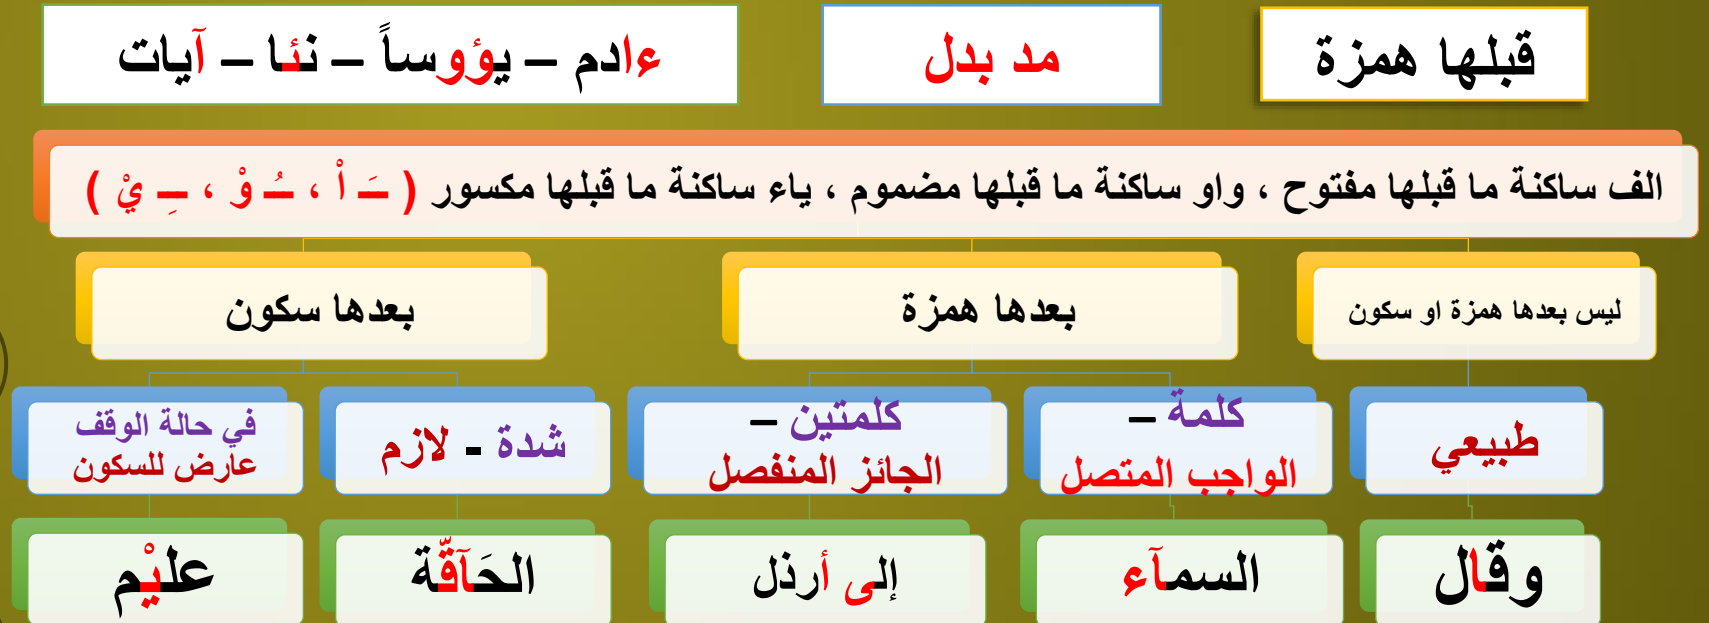 قبلها همزة
مد بدل
ءادم – يؤوساً – نئا – آيات
الف ساكنة ما قبلها مفتوح ، واو ساكنة ما قبلها مضموم ، ياء ساكنة ما قبلها مكسور ( ـَـ اْ ، ـُـ وْ ، ـِـ يْ )
ليس بعدها همزة او سكون
بعدها همزة
بعدها سكون
طبيعي
كلمة –
الواجب المتصل
كلمتين –
الجائز المنفصل
شدة - لازم
في حالة الوقف
عارض للسكون
وقال
السمآء
إلى أرذل
الحَآقّة
عليْم